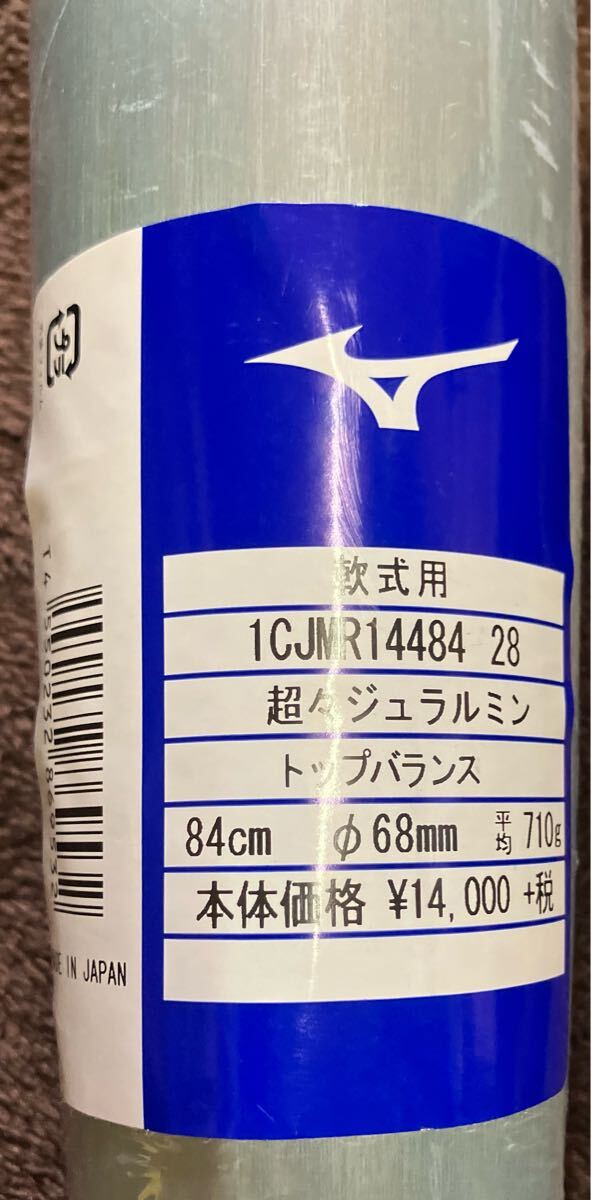 軟式用
1CJMR14484 28
超々ジュラルミン
トップバランス
84cm φ68mm 平均 710g
本体価格 ¥14,000 +税
IN JAPAN